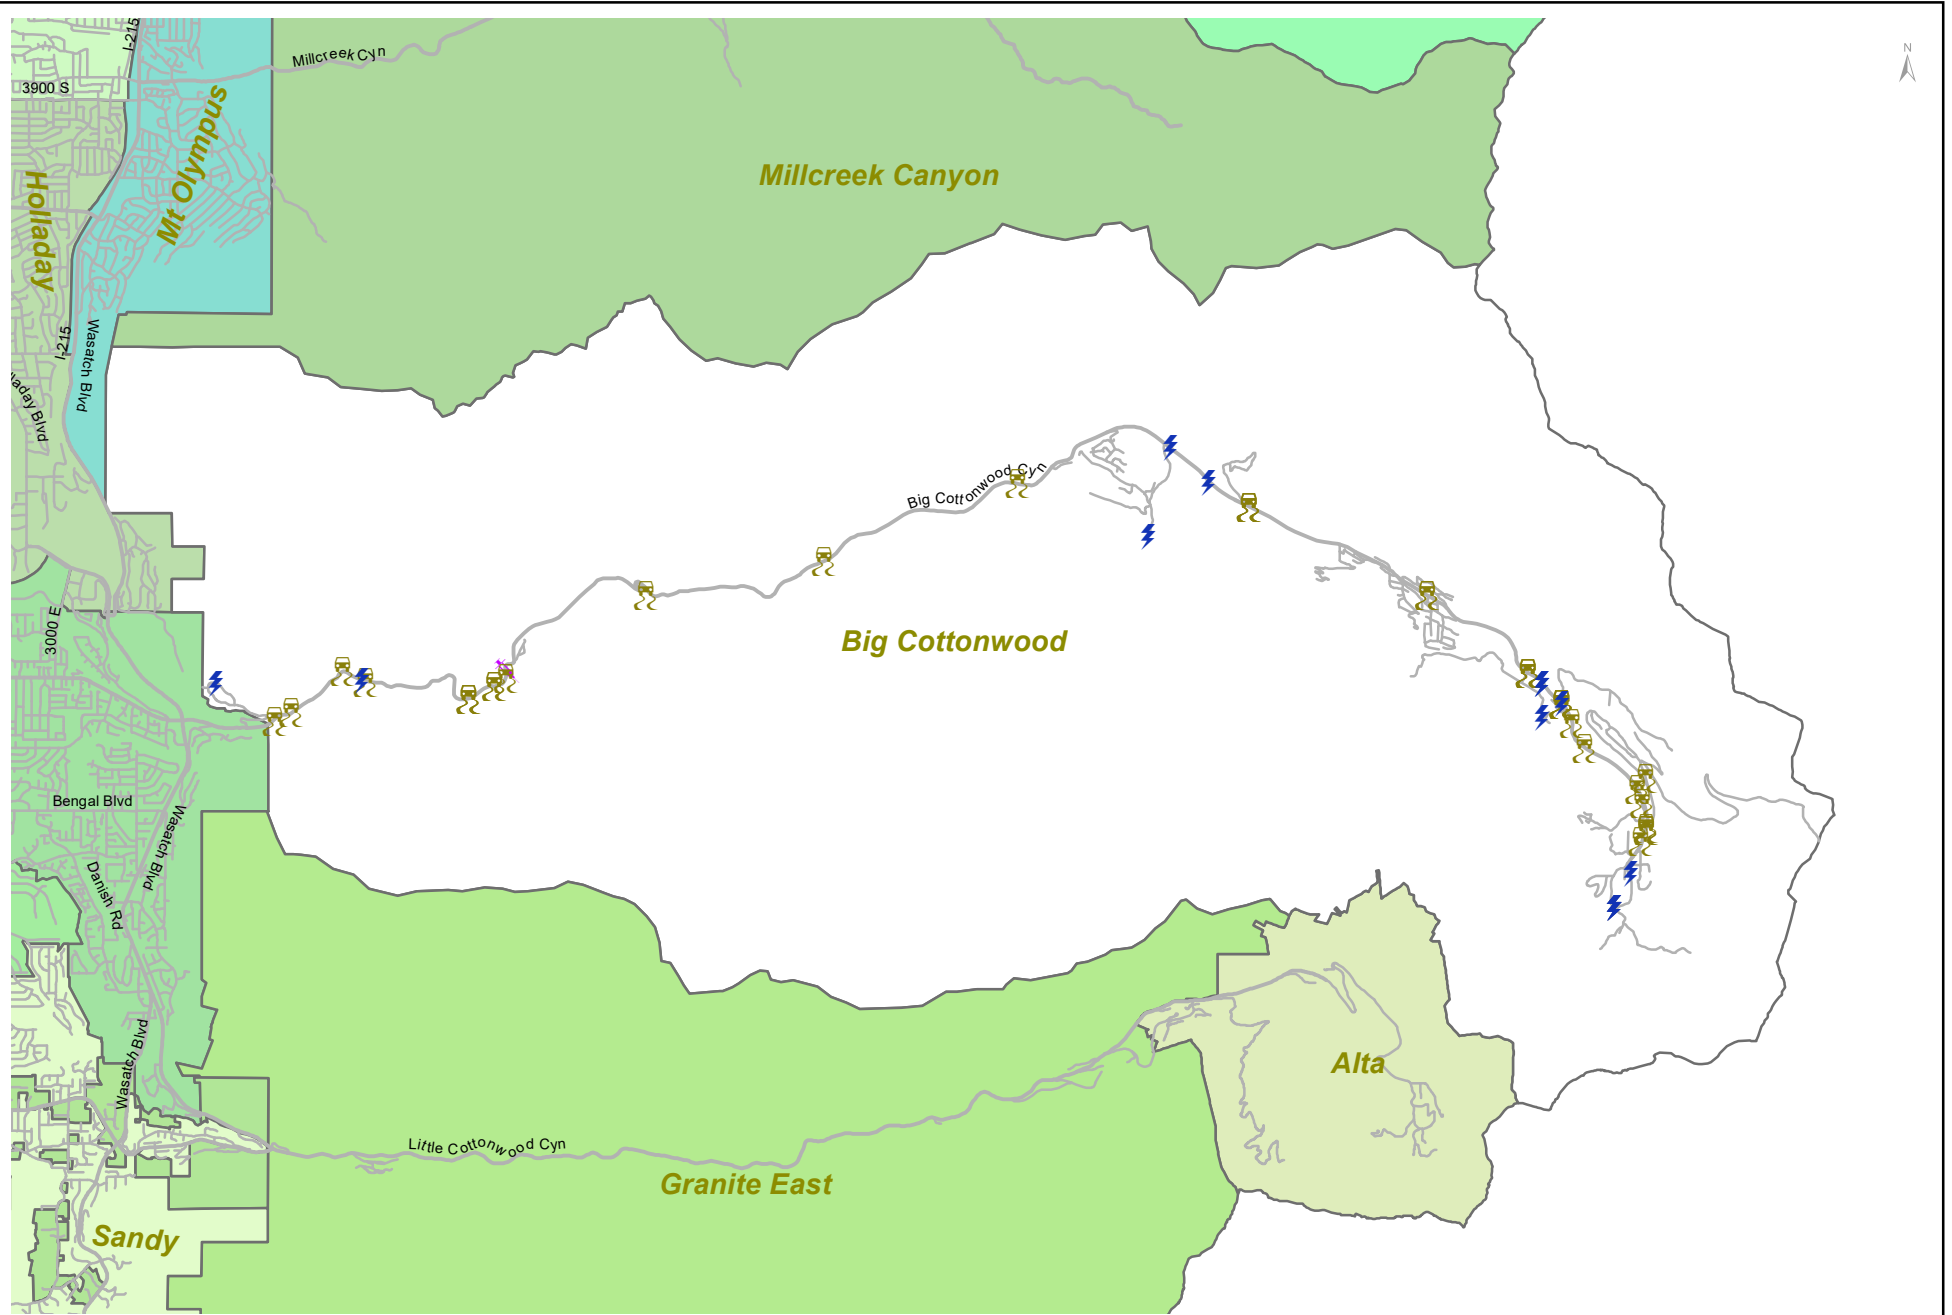 I-215
Millcreek Cyn
N
3900 S
Mt Olympus
Millcreek Canyon
Holladay
I-215
Wasatch Blvd
laday Blvd
Big Cottonwood Cyn
3000 E
Big Cottonwood
Bengal Blvd
Wasatch Blvd
Danish Rd
Wasatch Blvd
Alta
Little Cottonwood Cyn
Granite East
Sandy